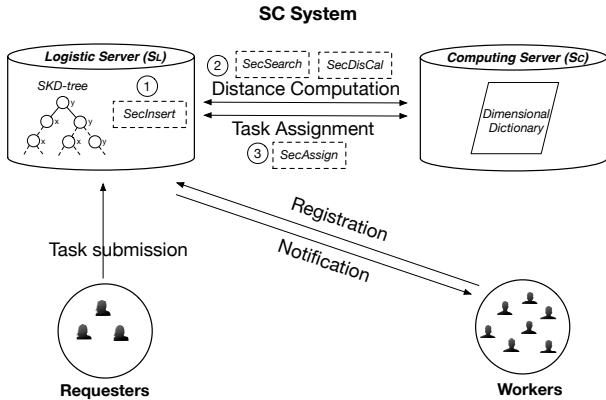 SC System
Logistic Server (SL)
SKD-tree
y
x
y
x
x
y
1
SecInsert
2
SecSearch
SecDisCal
Distance Computation
Task Assignment
3
SecAssign
Computing Server (SC)
Dimensional
Dictionary
Task submission
Registration
Notification
Requesters
Workers